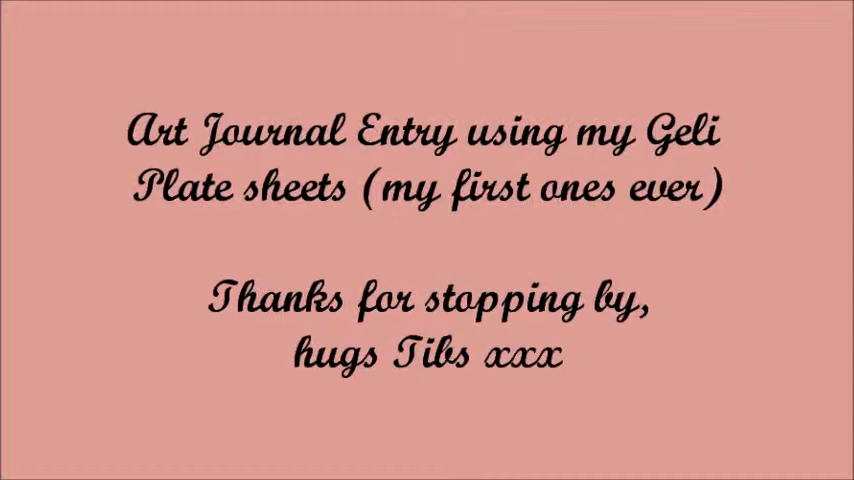 Art Journal Entry using my Geli
Plate sheets (my first ones ever)
Thanks for stopping by,
hugs Tibs xxx